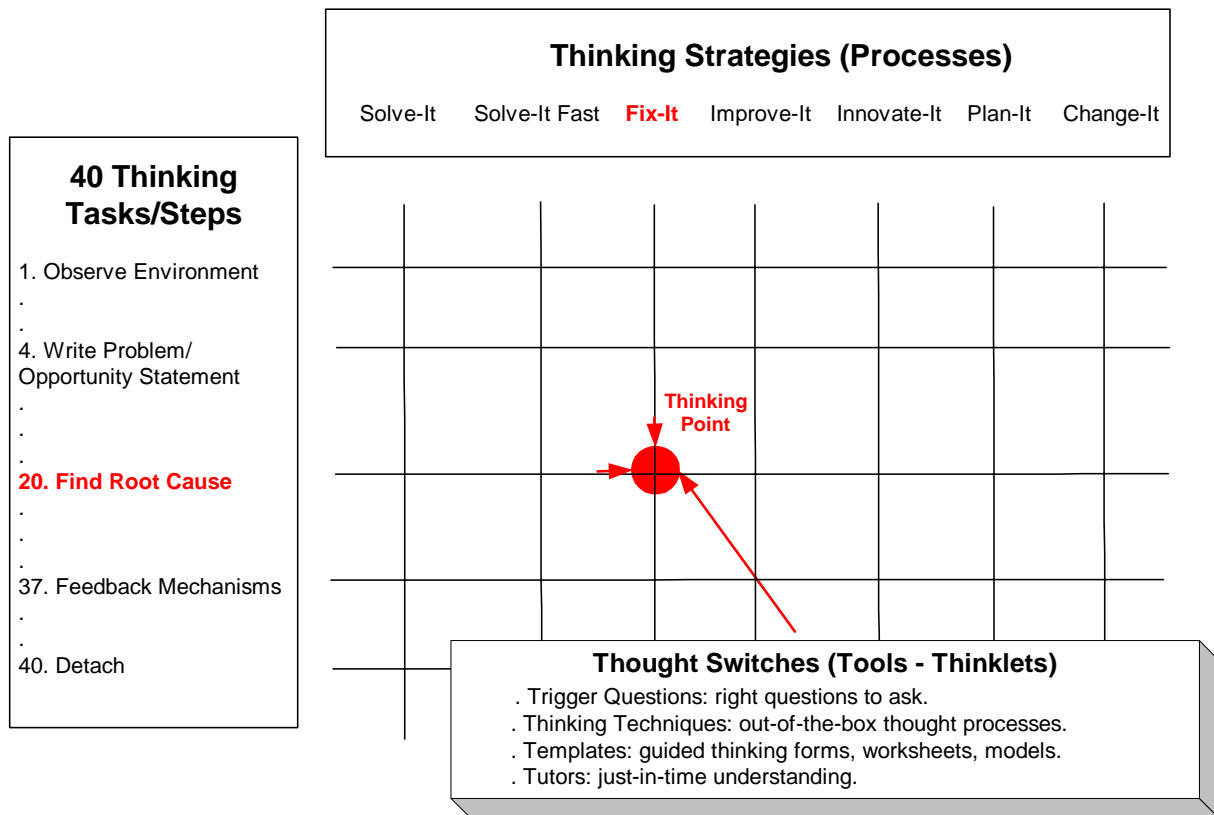 Thinking Strategies (Processes)
Solve-It Solve-It Fast Fix-It Improve-It Innovate-It Plan-It Change-It
40 Thinking
Tasks/Steps
1. Observe Environment
.
.
4. Write Problem/
Opportunity Statement
.
.
.
20. Find Root Cause
.
.
.
37. Feedback Mechanisms
.
.
40. Detach
Thinking
Point
Thought Switches (Tools - Thinklets)
. Trigger Questions: right questions to ask.
. Thinking Techniques: out-of-the-box thought processes.
. Templates: guided thinking forms, worksheets, models.
. Tutors: just-in-time understanding.